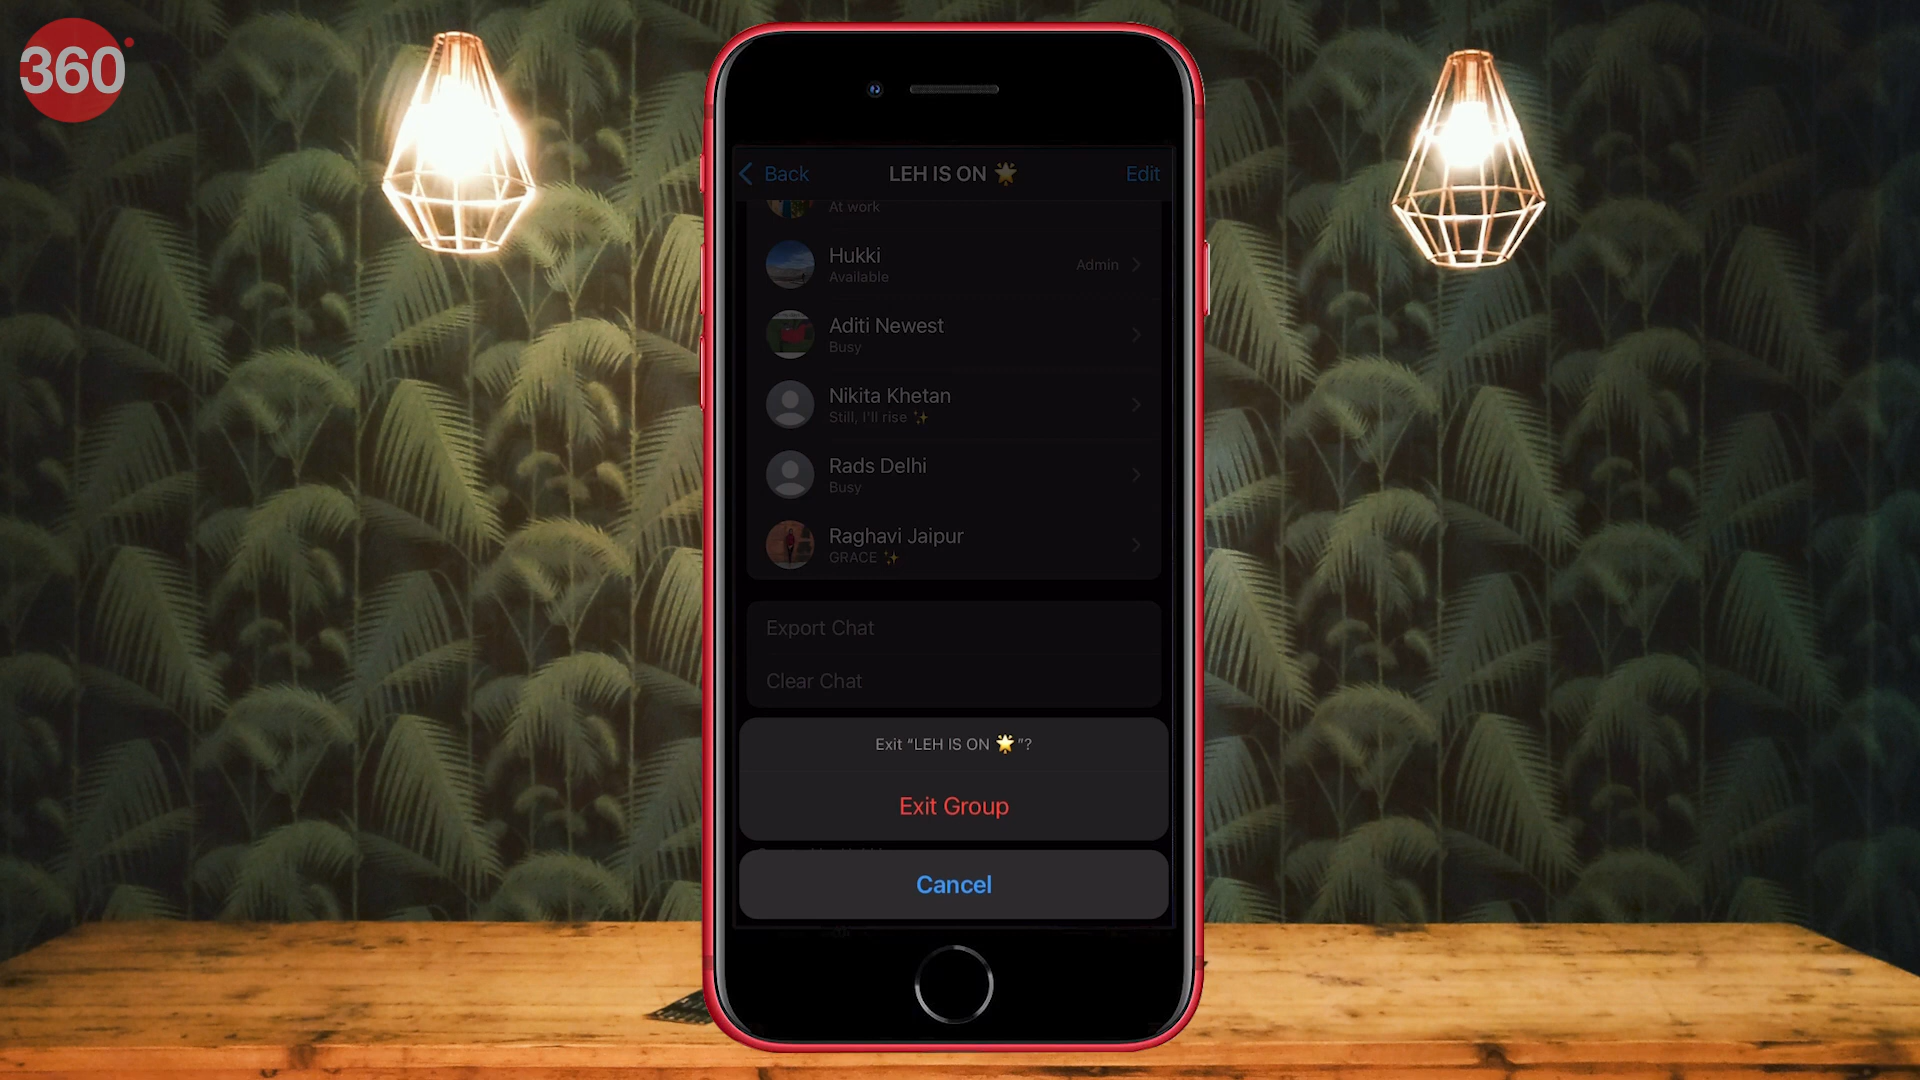 360
Back
LEH IS ON 🌟
Edit
At work
Hukki
Available
Admin
Aditi Newest
Busy
Nikita Khetan
Still, I'll rise ✨
Rads Delhi
Busy
Raghavi Jaipur
GRACE ✨
Export Chat
Clear Chat
Exit “LEH IS ON 🌟”?
Exit Group
Cancel